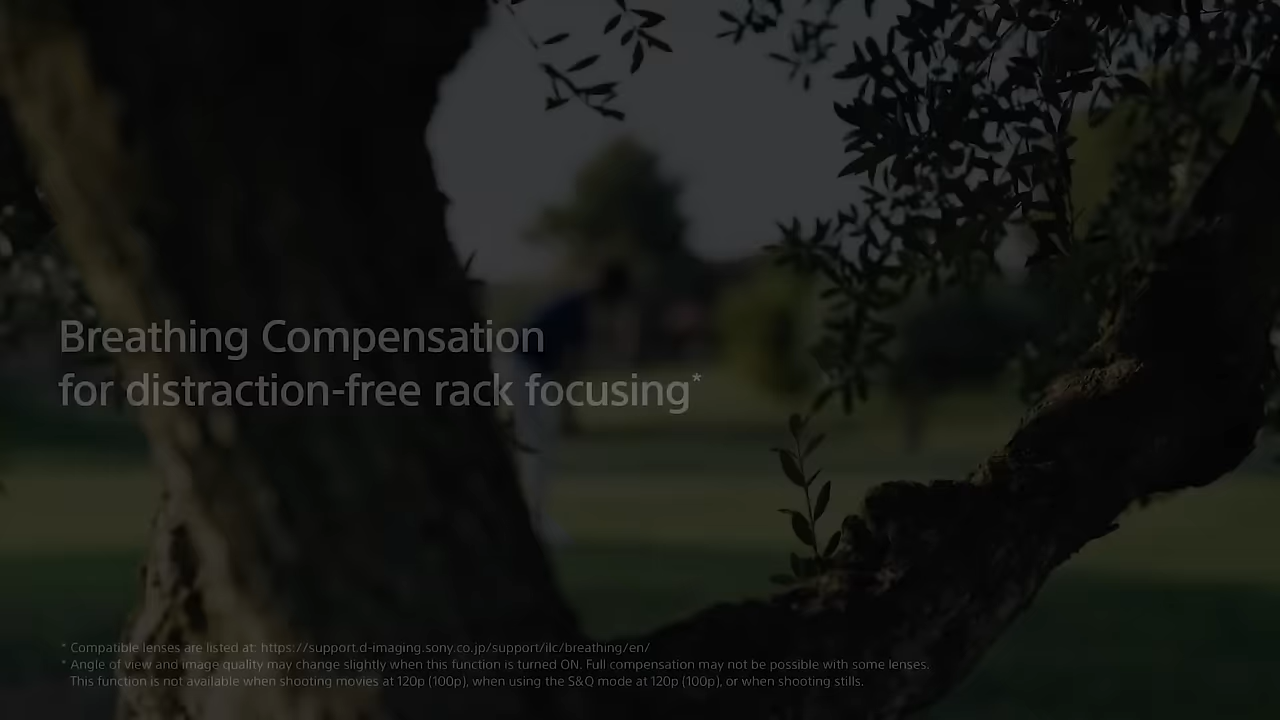 Breathing Compensation
for distraction-free rack focusing*
* Compatible lenses are listed at: https://support.d-imaging.sony.co.jp/support/ilc/breathing/en/
* Angle of view and image quality may change slightly when this function is turned ON. Full compensation may not be possible with some lenses.
This function is not available when shooting movies at 120p (100p), when using the S&Q mode at 120p (100p), or when shooting stills.